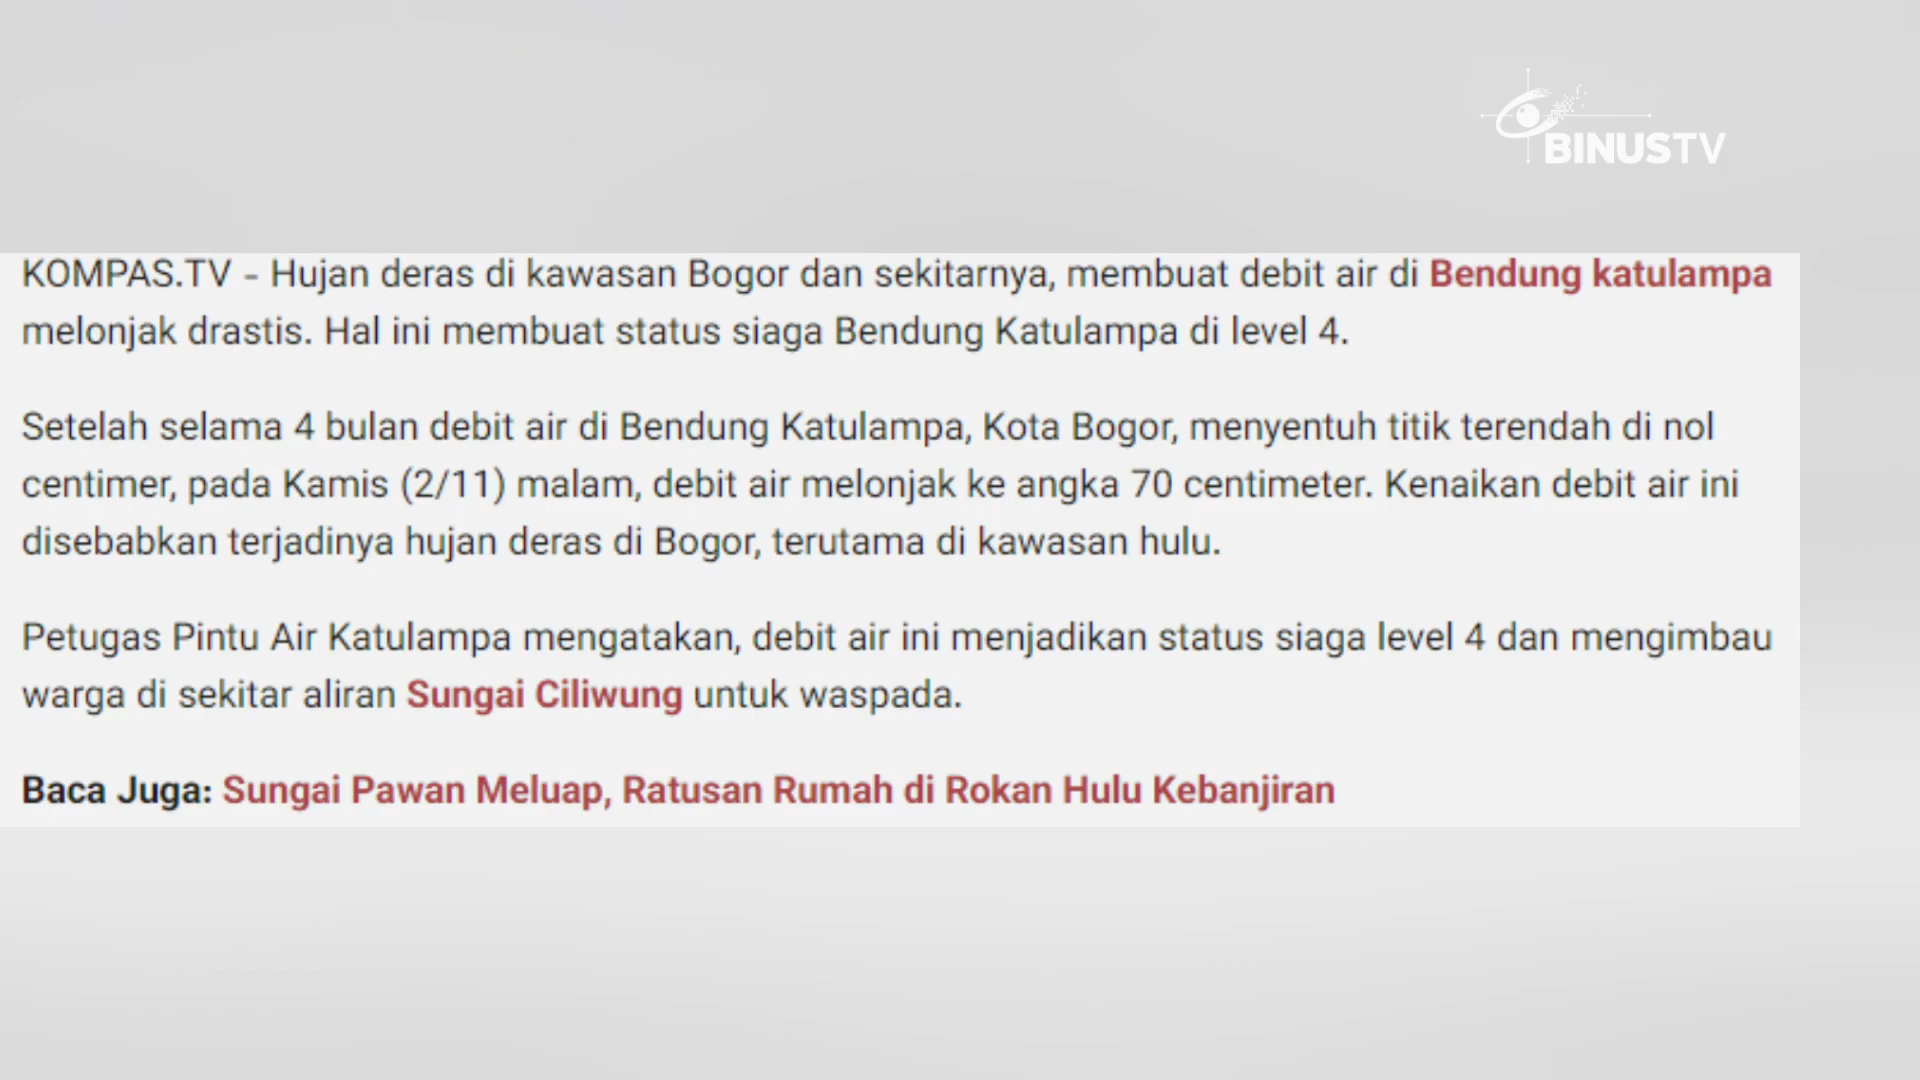 BINUSTV
KOMPAS.TV - Hujan deras di kawasan Bogor dan sekitarnya, membuat debit air di Bendung katulampa
melonjak drastis. Hal ini membuat status siaga Bendung Katulampa di level 4.
Setelah selama 4 bulan debit air di Bendung Katulampa, Kota Bogor, menyentuh titik terendah di nol
centimer, pada Kamis (2/11) malam, debit air melonjak ke angka 70 centimeter. Kenaikan debit air ini
disebabkan terjadinya hujan deras di Bogor, terutama di kawasan hulu.
Petugas Pintu Air Katulampa mengatakan, debit air ini menjadikan status siaga level 4 dan mengimbau
warga di sekitar aliran Sungai Ciliwung untuk waspada.
Baca Juga: Sungai Pawan Meluap, Ratusan Rumah di Rokan Hulu Kebanjiran